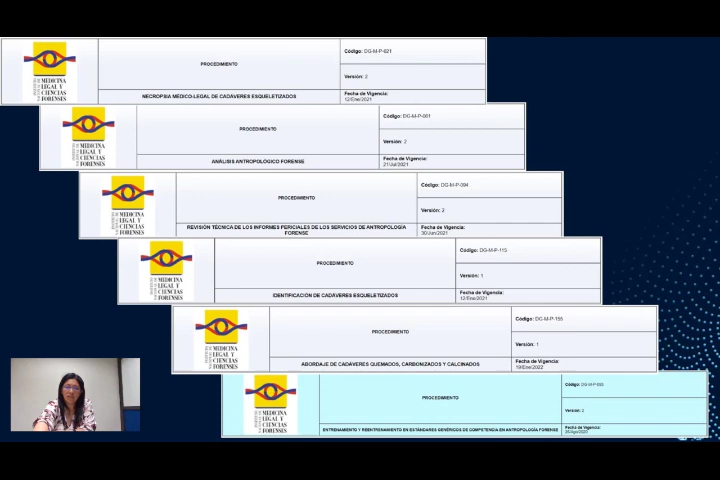 INSTITUTO DE
MEDICINA
LEGAL Y
CIENCIAS
FORENSES
PROCEDIMIENTO
NECROPSIA MÉDICO-LEGAL DE CADÁVERES ESQUELETIZADOS
Código: DG-M-P-021
Versión: 2
Fecha de Vigencia:
12/Ene/2021
MEDICINA
LEGAL Y
CIENCIAS
FORENSES
PROCEDIMIENTO
ANÁLISIS ANTROPOLÓGICO FORENSE
Código: DG-M-P-001
Versión: 2
Fecha de Vigencia:
21/Jul/2021
MEDICINA
LEGAL Y
CIENCIAS
FORENSES
PROCEDIMIENTO
REVISIÓN TÉCNICA DE LOS INFORMES PERICIALES DE LOS SERVICIOS DE ANTROPOLOGÍA
FORENSE
Código: DG-M-P-094
Versión: 2
Fecha de Vigencia:
30/Jun/2021
MEDICINA
LEGAL Y
CIENCIAS
FORENSES
PROCEDIMIENTO
IDENTIFICACIÓN DE CADÁVERES ESQUELETIZADOS
Código: DG-M-P-115
Versión: 1
Fecha de Vigencia:
12/Ene/2021
MEDICINA
LEGAL Y
CIENCIAS
FORENSES
PROCEDIMIENTO
ABORDAJE DE CADÁVERES QUEMADOS, CARBONIZADOS Y CALCINADOS
Código: DG-M-P-155
Versión: 1
Fecha de Vigencia:
19/Ene/2022
MEDICINA
LEGAL Y
CIENCIAS
FORENSES
PROCEDIMIENTO
ENTRENAMIENTO Y REENTRENAMIENTO EN ESTÁNDARES GENÉRICOS DE COMPETENCIA EN ANTROPOLOGÍA FORENSE
Código:
Versión: 2
Fecha de Vigencia: